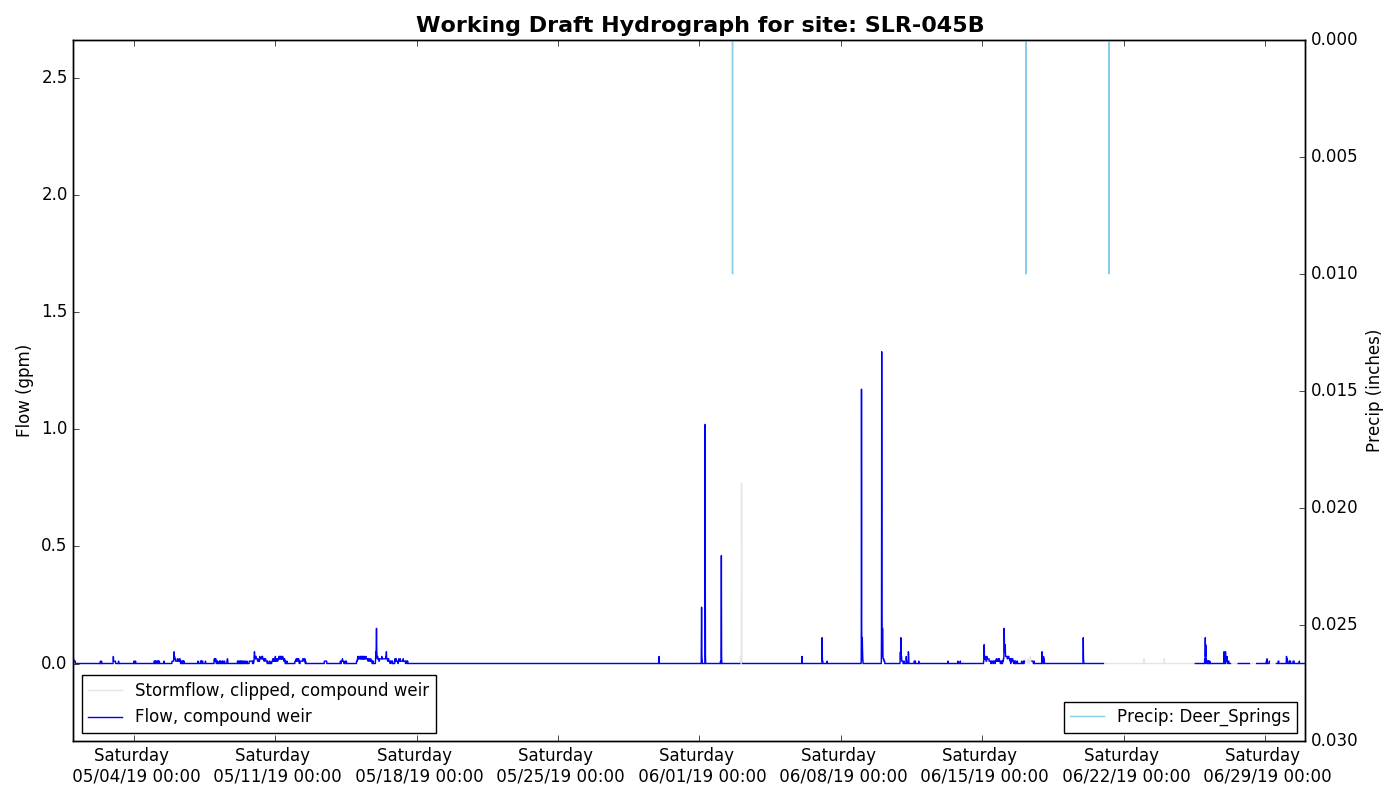 Working Draft Hydrograph for site: SLR-045B
2.5
2.0
1.5
1.0
0.5
0.0
Flow (gpm)
0.000
0.005
0.010
0.015
0.020
0.025
0.030
Precip (inches)
Stormflow, clipped, compound weir
Flow, compound weir
Precip: Deer_Springs
Saturday
05/04/19 00:00
Saturday
05/11/19 00:00
Saturday
05/18/19 00:00
Saturday
05/25/19 00:00
Saturday
06/01/19 00:00
Saturday
06/08/19 00:00
Saturday
06/15/19 00:00
Saturday
06/22/19 00:00
Saturday
06/29/19 00:00